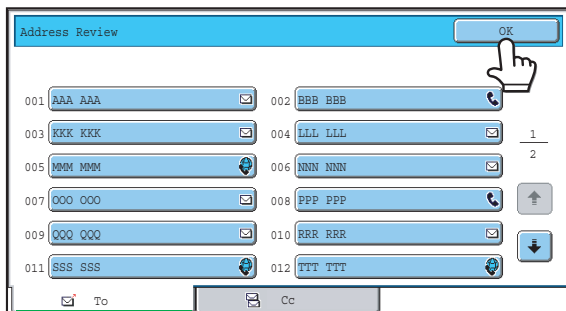 Address Review OK
001 AAA AAA 002 BBB BBB
003 KKK KKK 004 LLL LLL
1
005 MMM MMM 006 NNN NNN
2
007 OOO OOO 008 PPP PPP
009 QQQ QQQ 010 RRR RRR
011 SSS SSS 012 TTT TTT
To Cc